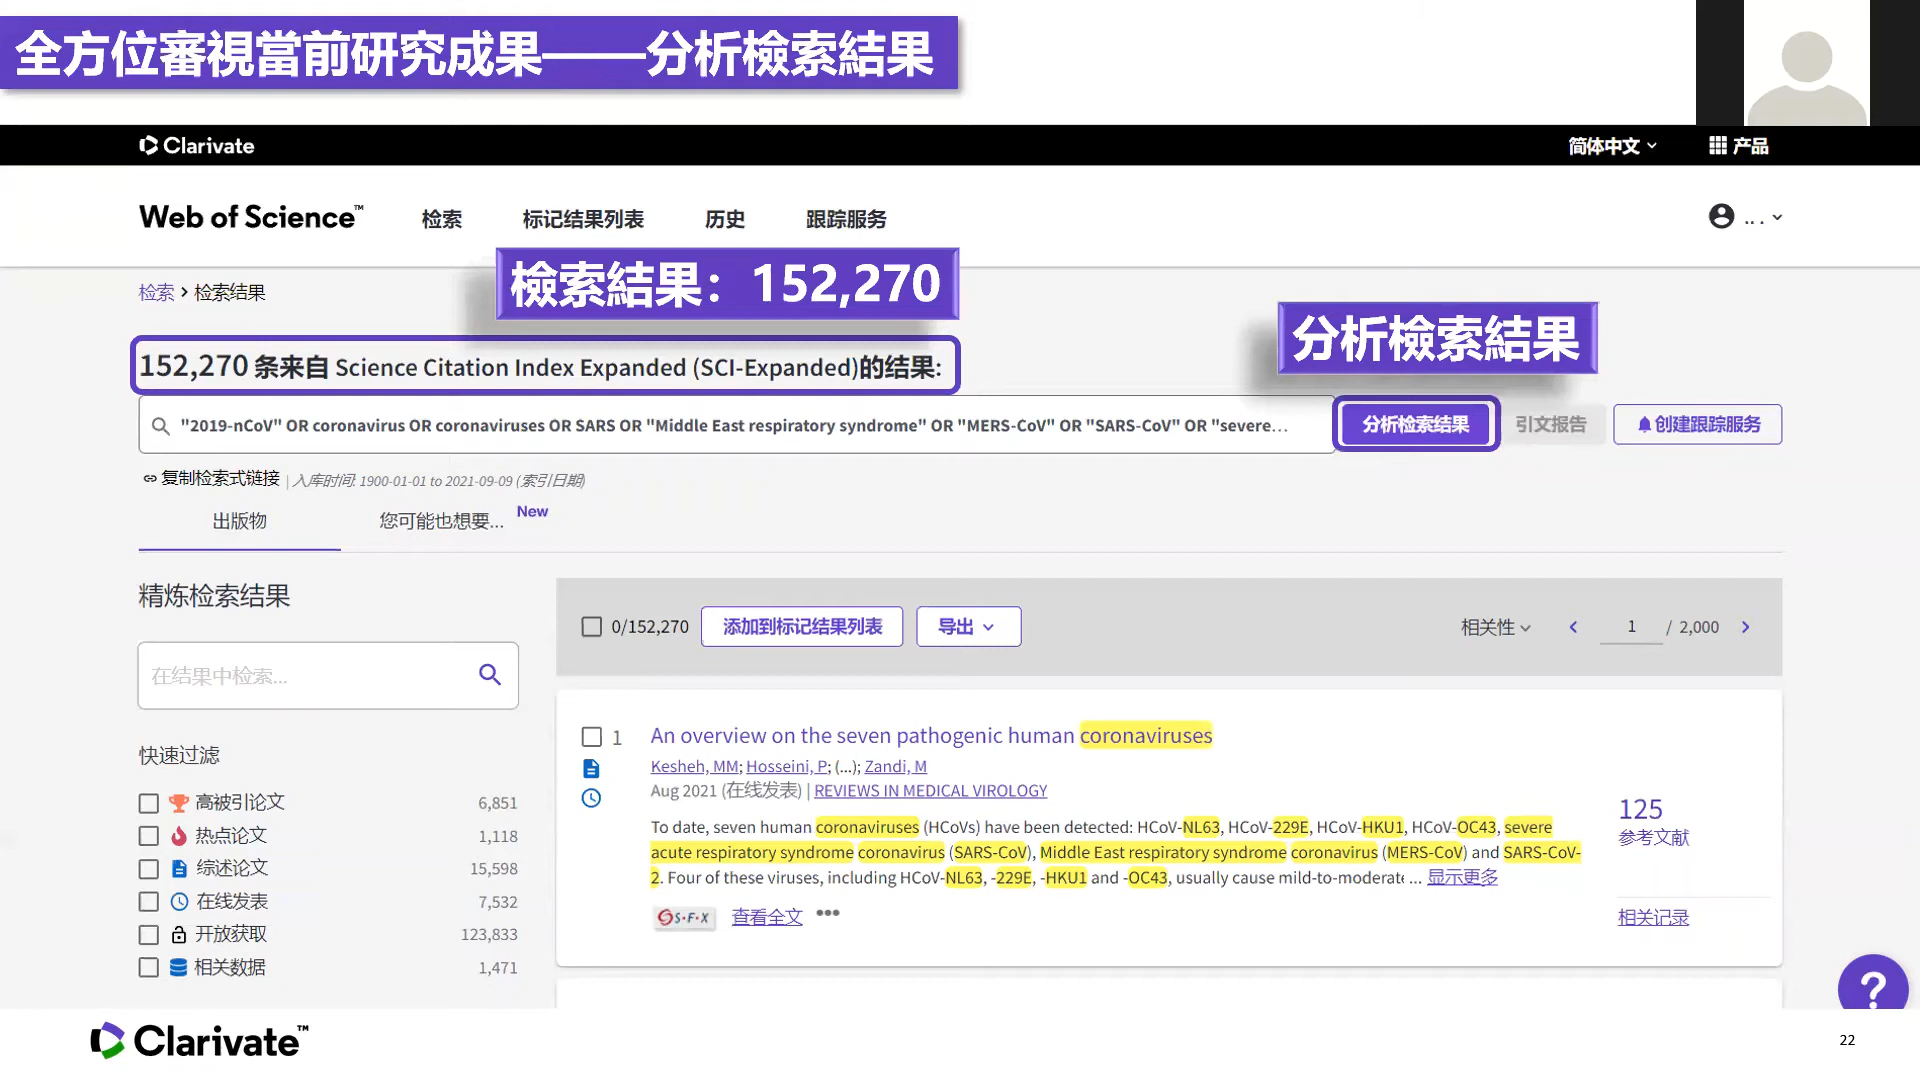 全方位審視當前研究成果——分析檢索結果
Clarivate
简体中文
产品
Web of Science™
检索
标记结果列表
历史
跟踪服务
...
檢索結果：152,270
检索 > 检索结果
分析檢索結果
152,270 条来自 Science Citation Index Expanded (SCI-Expanded)的结果:
"2019-nCoV" OR coronavirus OR coronaviruses OR SARS OR "Middle East respiratory syndrome" OR "MERS-CoV" OR "SARS-CoV" OR "severe…
分析检索结果
引文报告
创建跟踪服务
复制检索式链接 | 入库时间: 1900-01-01 to 2021-09-09 (索引日期)
出版物
您可能也想要...
New
精炼检索结果
在结果中检索...
快速过滤
高被引论文 6,851
热点论文 1,118
综述论文 15,598
在线发表 7,532
开放获取 123,833
相关数据 1,471
0/152,270
添加到标记结果列表
导出
相关性
1 / 2,000
1
An overview on the seven pathogenic human coronaviruses
Kesheh, MM; Hosseini, P; (...); Zandi, M
Aug 2021 (在线发表) | REVIEWS IN MEDICAL VIROLOGY
To date, seven human coronaviruses (HCoVs) have been detected: HCoV-NL63, HCoV-229E, HCoV-HKU1, HCoV-OC43, severe
acute respiratory syndrome coronavirus (SARS-CoV), Middle East respiratory syndrome coronavirus (MERS-CoV) and SARS-CoV-
2. Four of these viruses, including HCoV-NL63, -229E, -HKU1 and -OC43, usually cause mild-to-moderate ... 显示更多
S·F·X
查看全文
125
参考文献
相关记录
?
Clarivate™
22